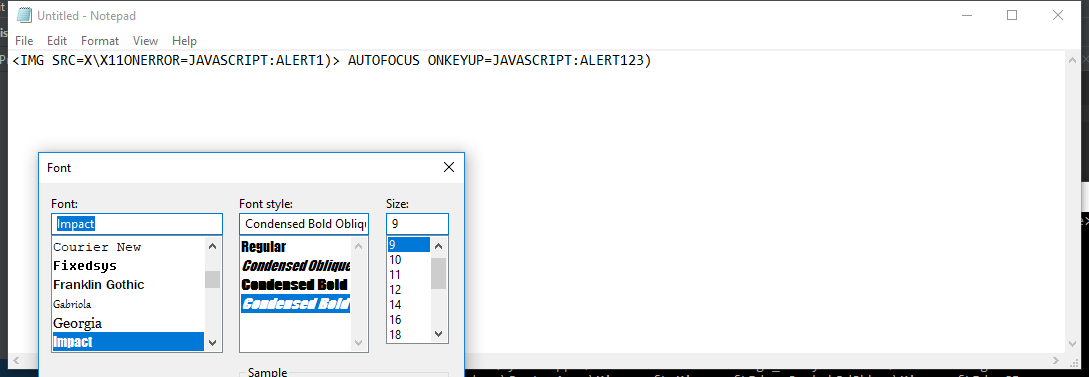 Untitled - Notepad
File Edit Format View Help
<IMG SRC=X\X11ONERROR=JAVASCRIPT:ALERT1)> AUTOFOCUS ONKEYUP=JAVASCRIPT:ALERT123)
Font
Font: Font style: Size:
Impact Condensed Bold Obliq 9
Courier New Regular 9
Fixedsys Condensed Oblique 10
Franklin Gothic Condensed Bold 11
Gabriola Condensed Bold 12
Georgia 14
Impact 16
18
Sample